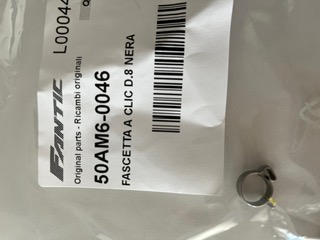 L00044
FANTIC
Original parts - Ricambi originali
50AM6-0046
FASCETTA A CLIC D.8 NERA